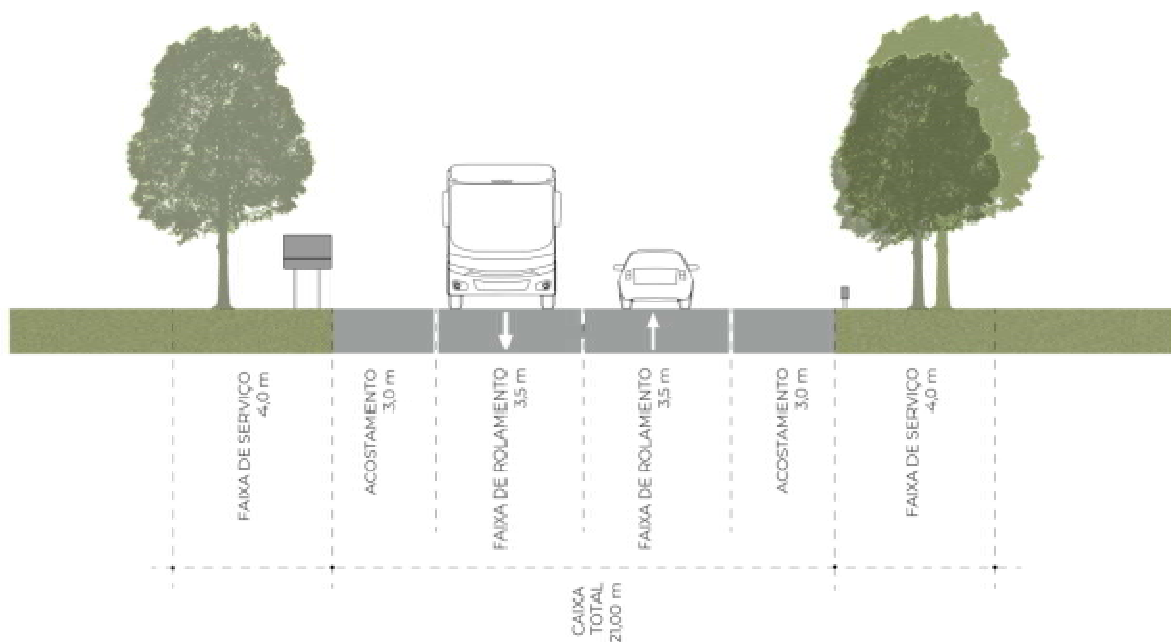 FAIXA DE SERVIÇO
4,0 m
ACOSTAMENTO
3,0 m
FAIXA DE ROLAMENTO
3,5 m
FAIXA DE ROLAMENTO
3,5 m
ACOSTAMENTO
3,0 m
FAIXA DE SERVIÇO
4,0 m
CAIXA
TOTAL
21,00 m